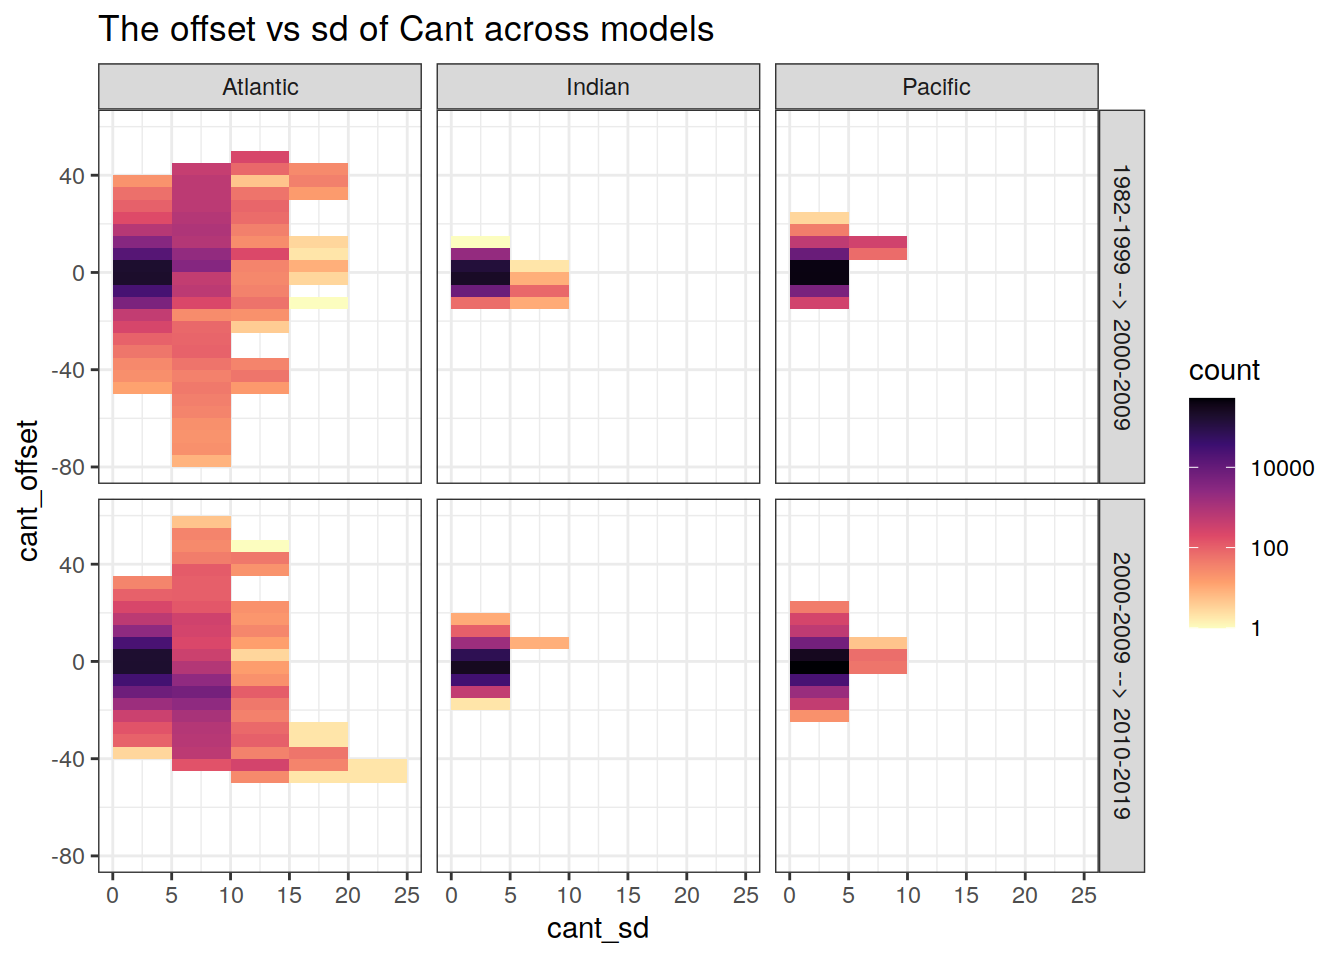 The offset vs sd of Cant across models
Atlantic
Indian
Pacific
cant_offset
40
0
-40
-80
1982-1999 --> 2000-2009
40
0
-40
-80
2000-2009 --> 2010-2019
0 5 10 15 20 25
0 5 10 15 20 25
0 5 10 15 20 25
cant_sd
count
10000
100
1